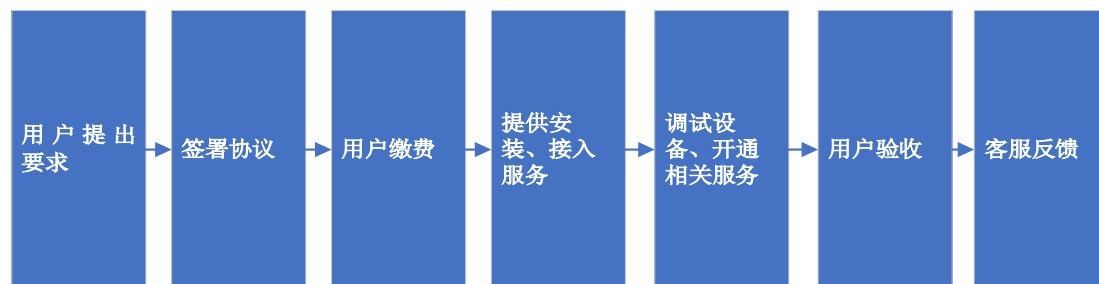 用户提出
要求
签署协议
用户缴费
提供安
装、接入
服务
调试设
备、开通
相关服务
用户验收
客服反馈